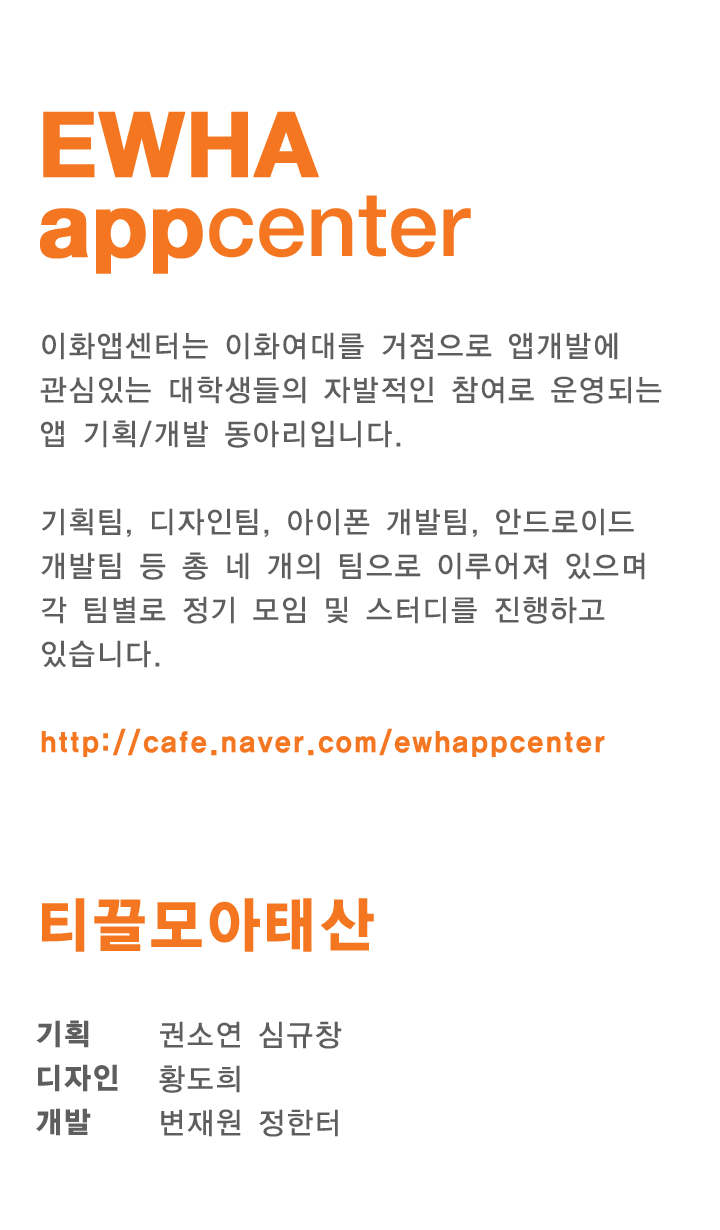 EWHA
appcenter
이화앱센터는 이화여대를 거점으로 앱개발에
관심있는 대학생들의 자발적인 참여로 운영되는
앱 기획/개발 동아리입니다.
기획팀, 디자인팀, 아이폰 개발팀, 안드로이드
개발팀 등 총 네 개의 팀으로 이루어져 있으며
각 팀별로 정기 모임 및 스터디를 진행하고
있습니다.
http://cafe.naver.com/ewhappcenter
티끌모아태산
기획 권소연 심규창
디자인 황도희
개발 변재원 정한터